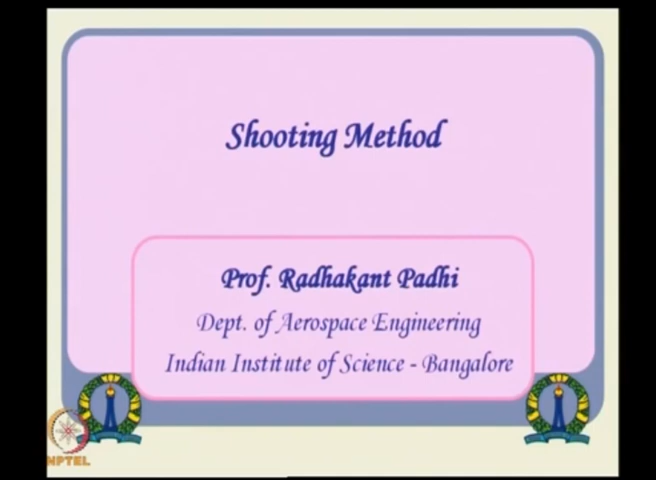 Shooting Method
Prof. Radhakant Padhi
Dept. of Aerospace Engineering
Indian Institute of Science - Bangalore
NPTEL